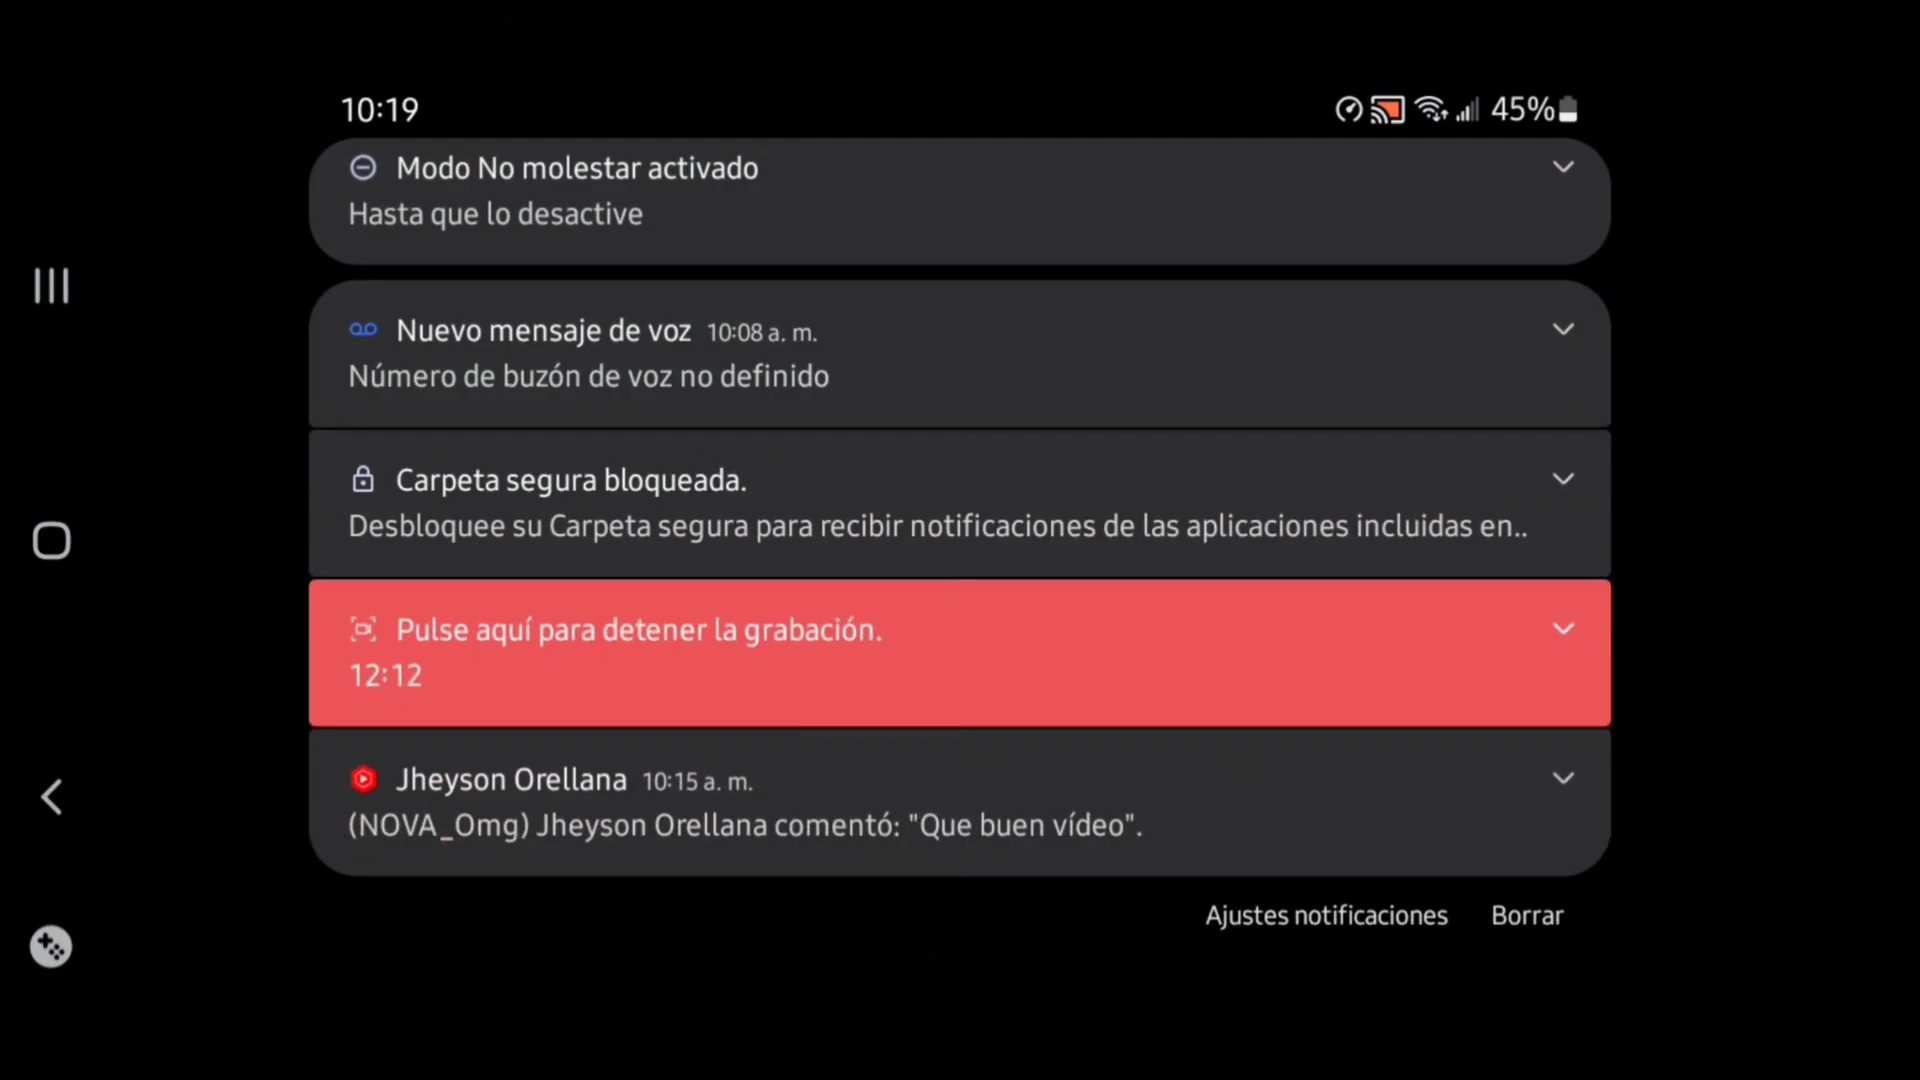 10:19
45%
Modo No molestar activado
Hasta que lo desactive
Nuevo mensaje de voz 10:08 a. m.
Número de buzón de voz no definido
Carpeta segura bloqueada.
Desbloquee su Carpeta segura para recibir notificaciones de las aplicaciones incluidas en..
Pulse aquí para detener la grabación.
12:12
Jheyson Orellana 10:15 a. m.
(NOVA_Omg) Jheyson Orellana comentó: "Que buen vídeo".
Ajustes notificaciones Borrar